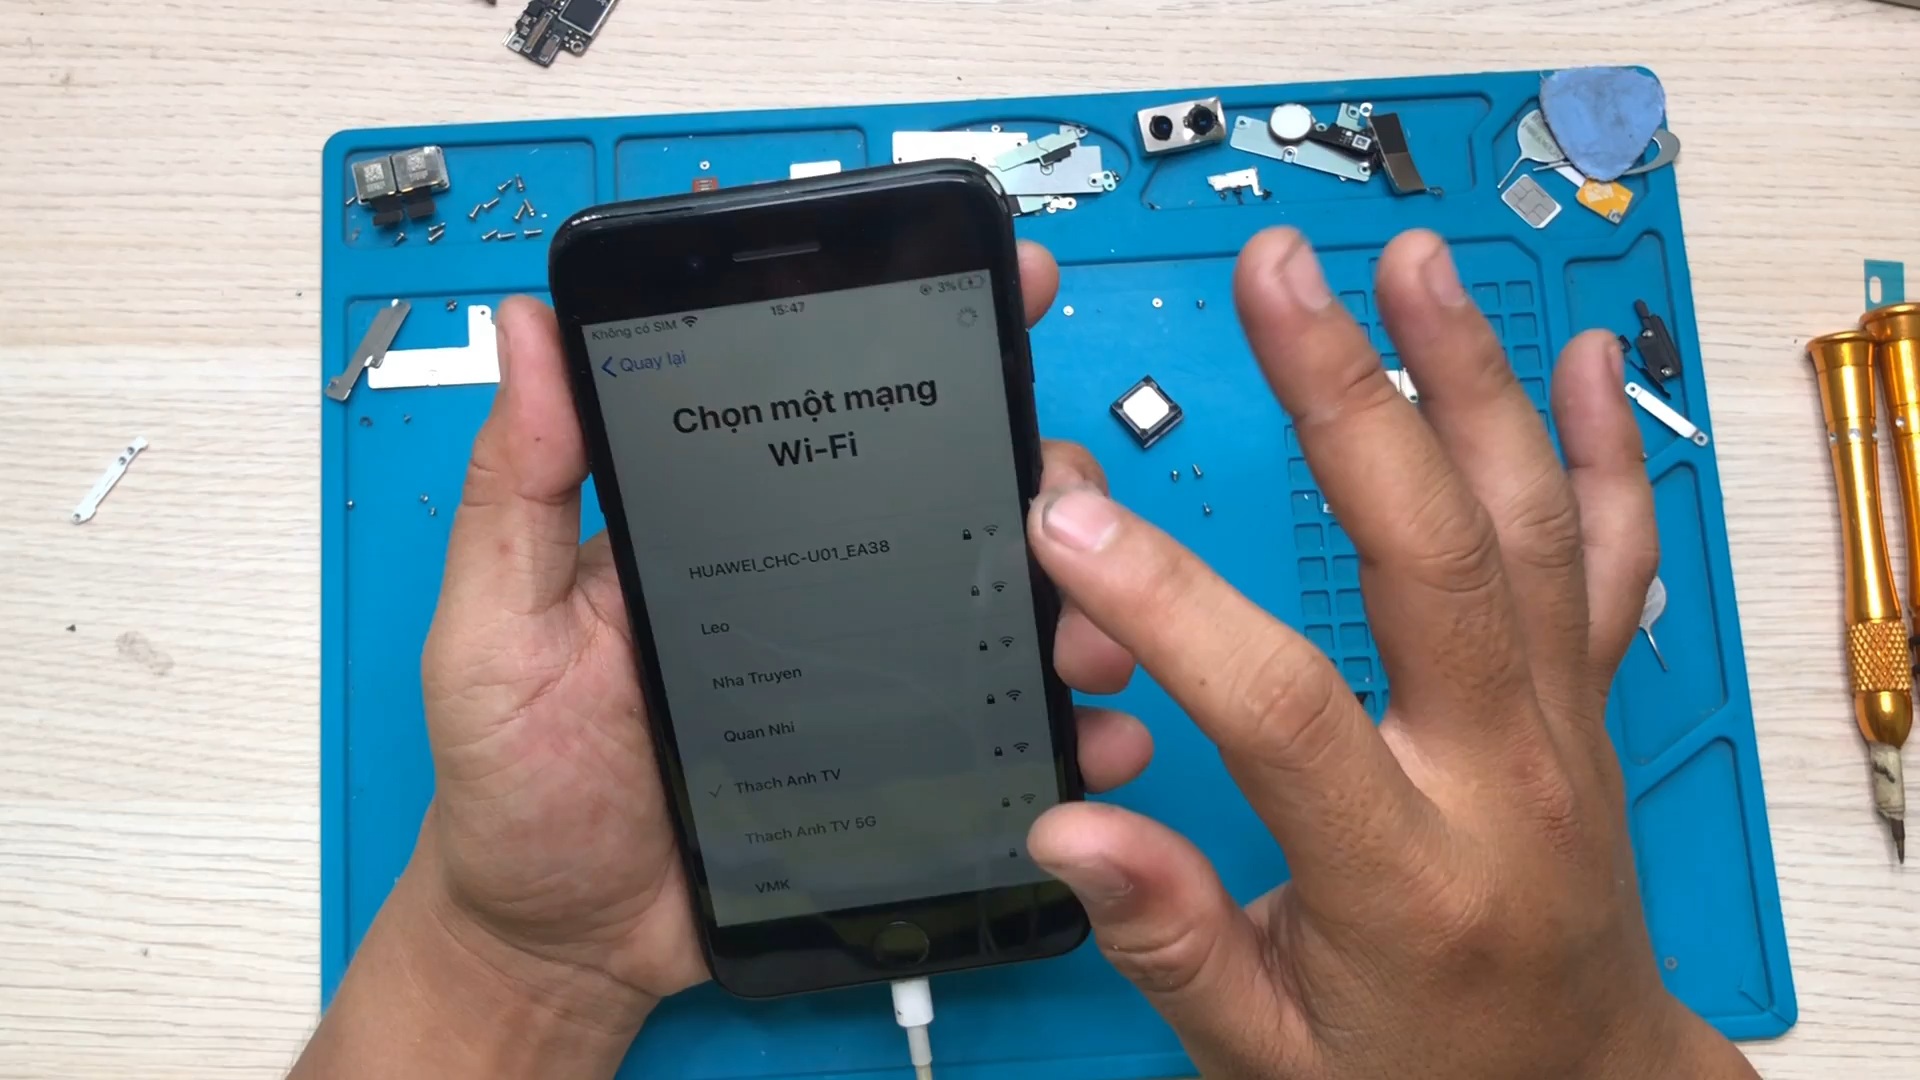 Không có SIM
15:47
3%
Quay lại
Chọn một mạng
Wi-Fi
HUAWEI_CHC-U01_EA38
Leo
Nha Truyen
Quan Nhi
Thach Anh TV
Thach Anh TV 5G
VMK